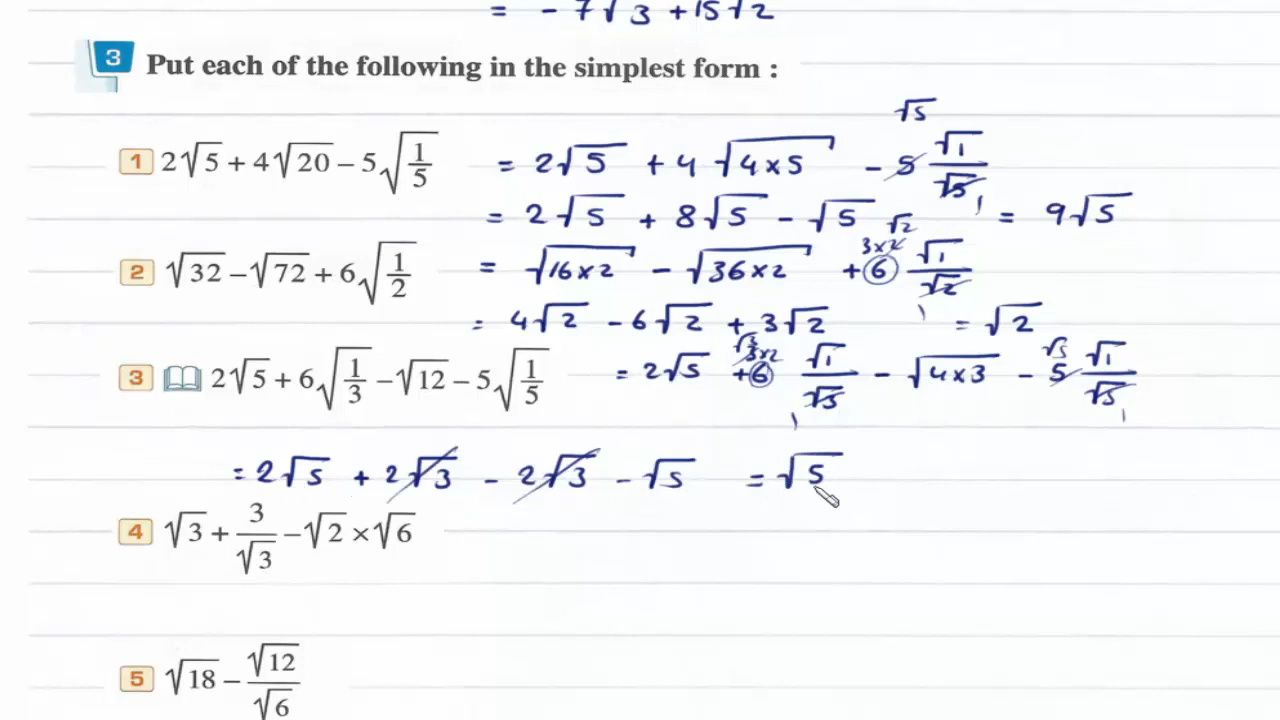 = - 7√3 + 15√2
3 Put each of the following in the simplest form :
1 2√5 + 4√20 – 5√(1/5) = 2√5 + 4√(4×5) - 5 √1/√5 √5 1
= 2√5 + 8√5 - √5 = 9√5
2 √32 – √72 + 6√(1/2) = √(16×2) - √(36×2) + 6 √1/√2 3×2 √2 1
= 4√2 - 6√2 + 3√2 = √2
3 2√5 + 6√(1/3) – √12 – 5√(1/5) = 2√5 + 6 √1/√3 - √(4×3) - 5 √1/√5 √3 3×2 1 √5 1
= 2√5 + 2√3 - 2√3 - √5 = √5
4 √3 + 3/√3 – √2 × √6
5 √18 – √12/√6